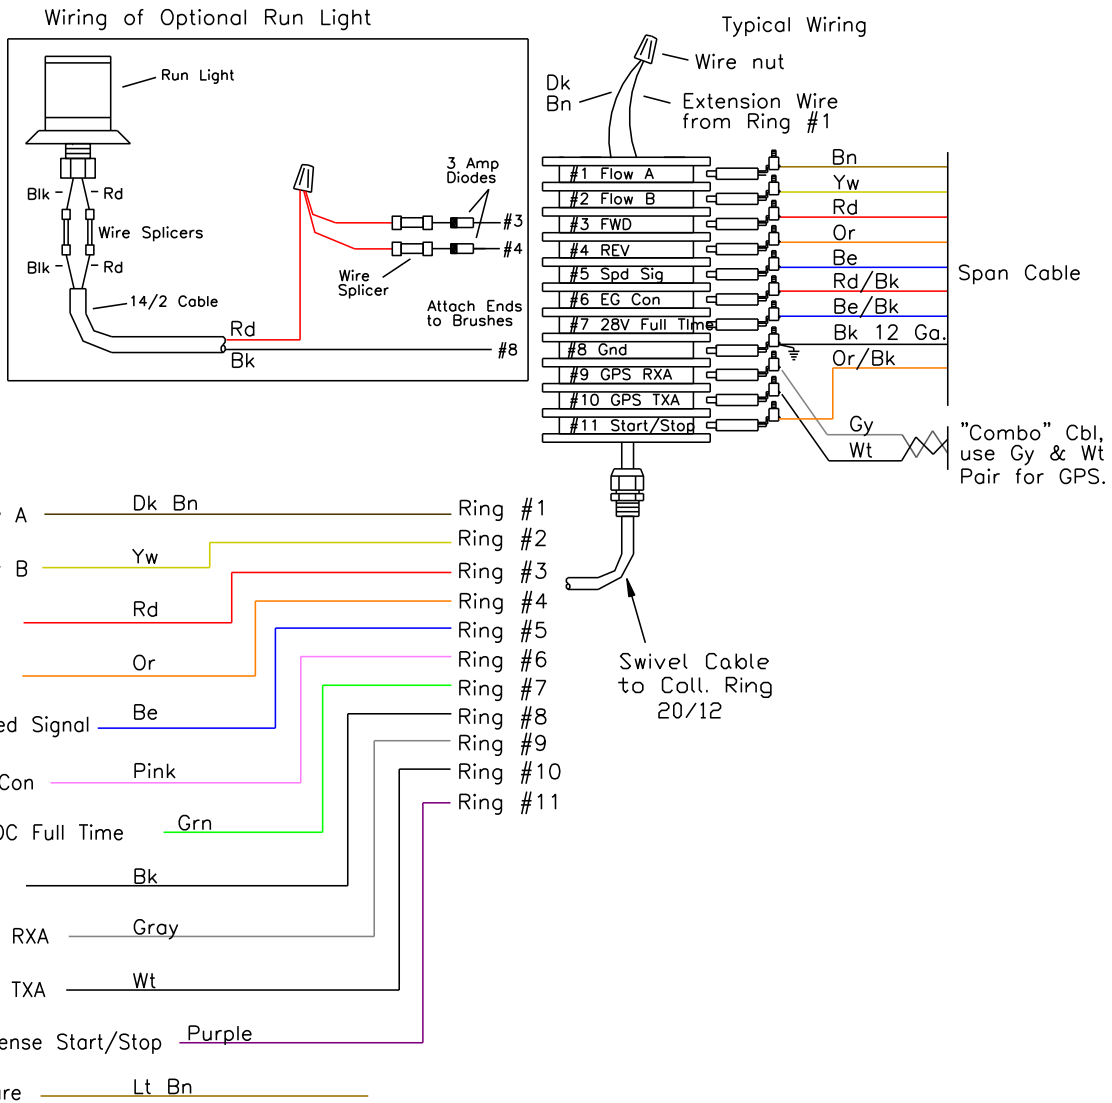 Wiring of Optional Run Light
Run Light
Blk
Rd
Wire Splicers
Blk
Rd
14/2 Cable
Rd
Bk
3 Amp
Diodes
#3
#4
Wire
Splicer
Attach Ends
to Brushes
#8
Typical Wiring
Wire nut
Dk
Bn
Extension Wire
from Ring #1
#1 Flow A
#2 Flow B
#3 FWD
#4 REV
#5 Spd Sig
#6 EG Con
#7 28V Full Time
#8 Gnd
#9 GPS RXA
#10 GPS TXA
#11 Start/Stop
Bn
Yw
Rd
Or
Be
Rd/Bk
Be/Bk
Bk 12 Ga.
Or/Bk
Span Cable
Gy
Wt
"Combo" Cbl,
use Gy & Wt
Pair for GPS.
Swivel Cable
to Coll. Ring
20/12
A Dk Bn Ring #1
B Yw Ring #2
Rd Ring #3
Or Ring #4
ed Signal Be Ring #5
Con Pink Ring #6
DC Full Time Grn Ring #7
Bk Ring #8
RXA Gray Ring #9
TXA Wt Ring #10
ense Start/Stop Purple Ring #11
Lt Bn